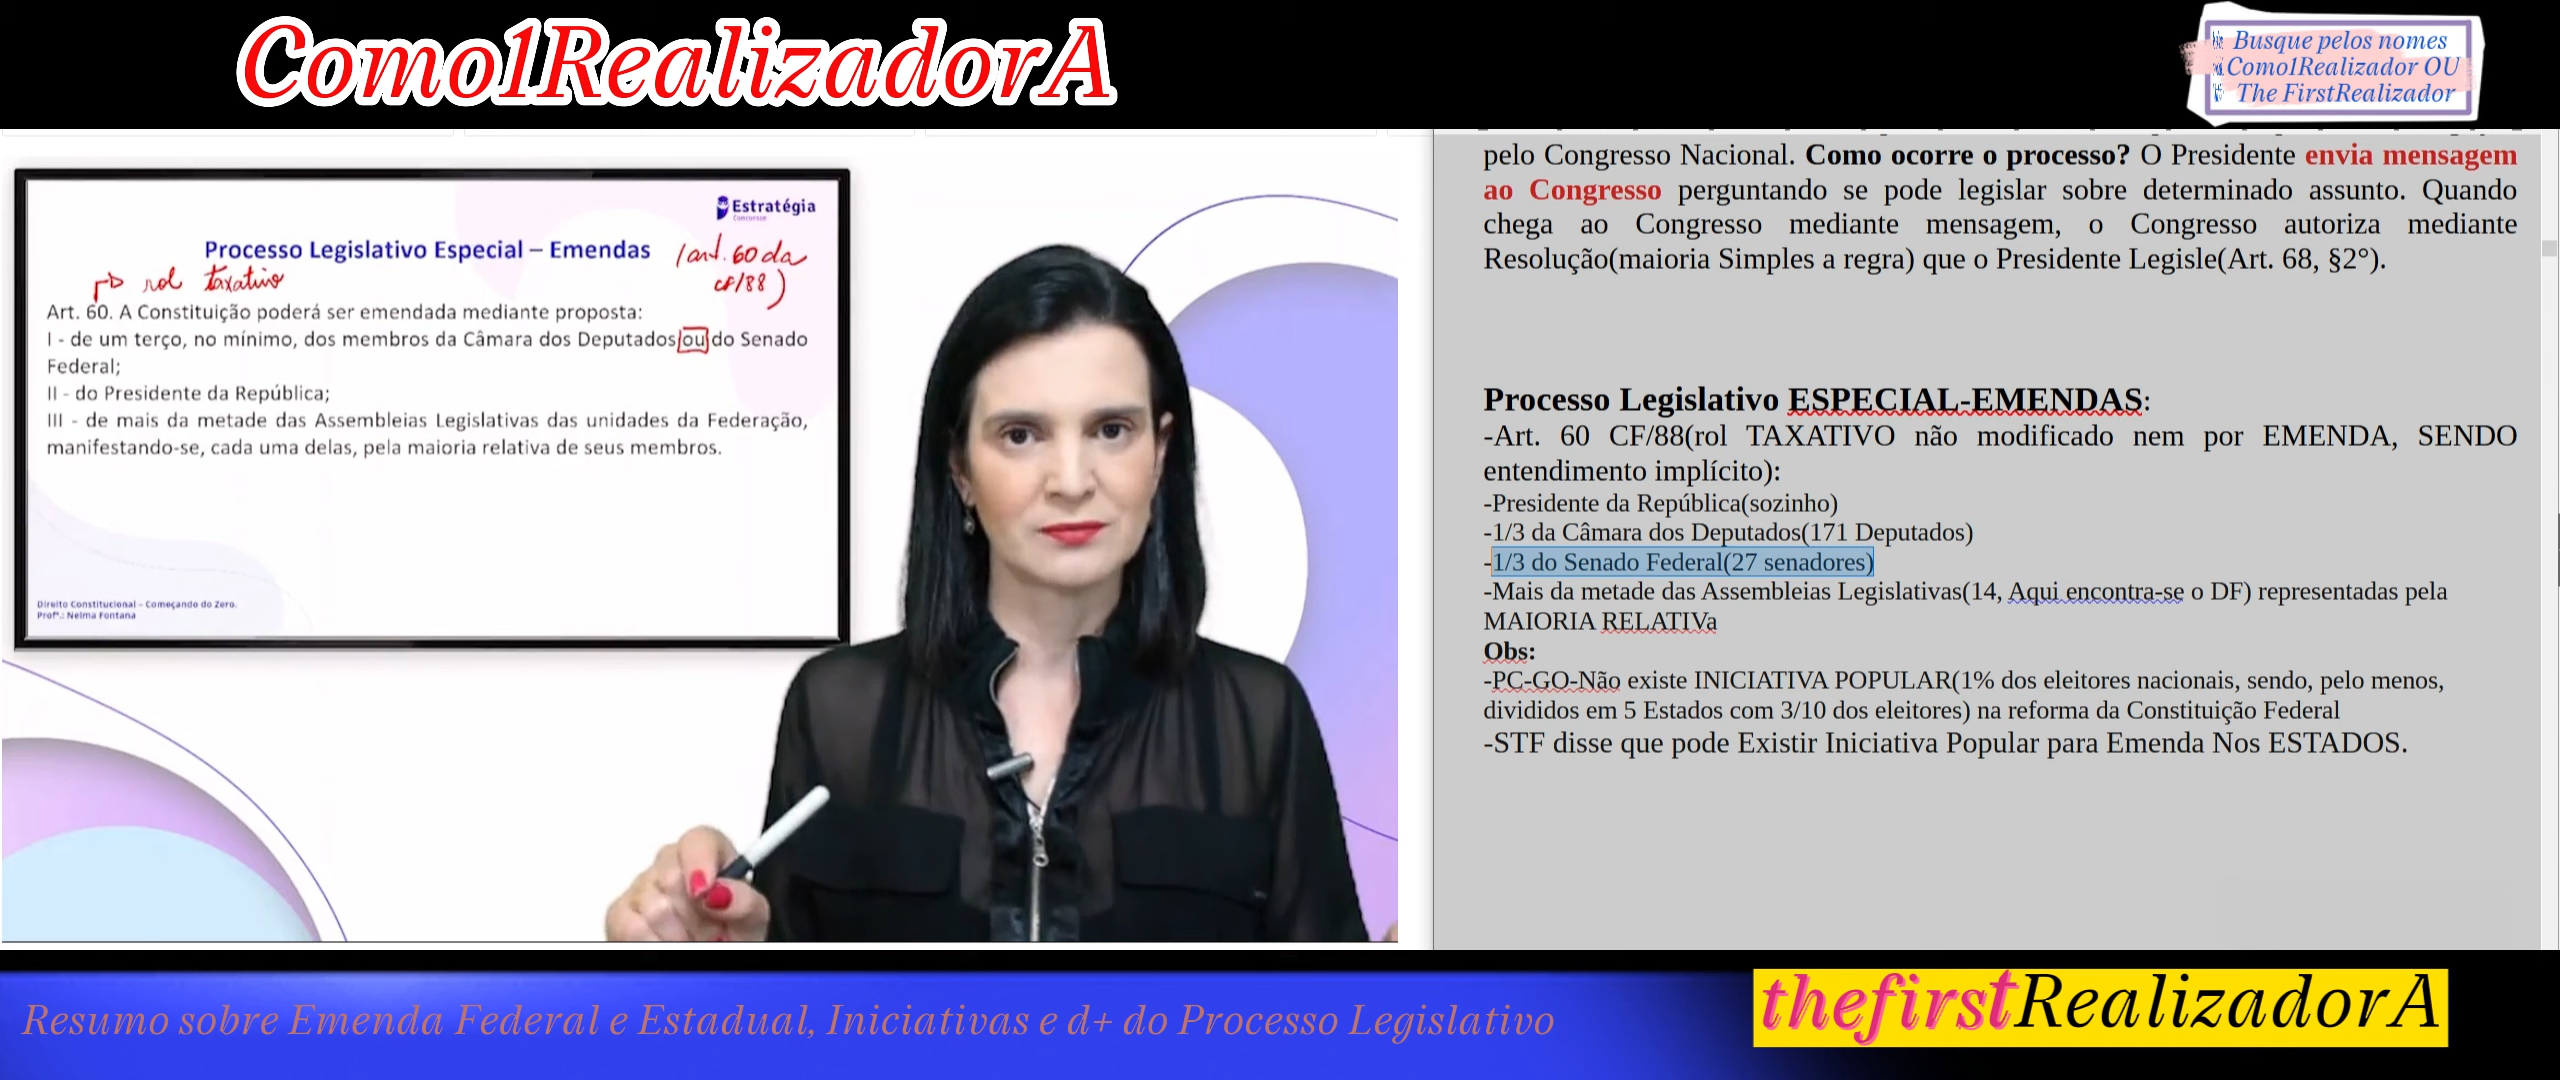 Como1RealizadorA
Busque pelos nomes
Como1Realizador OU
The FirstRealizador
Estratégia
Concursos
Processo Legislativo Especial – Emendas (art. 60 da
CF/88)
rol taxativo
Art. 60. A Constituição poderá ser emendada mediante proposta:
I - de um terço, no mínimo, dos membros da Câmara dos Deputados ou do Senado
Federal;
II - do Presidente da República;
III - de mais da metade das Assembleias Legislativas das unidades da Federação,
manifestando-se, cada uma delas, pela maioria relativa de seus membros.
Direito Constitucional – Começando do Zero.
Profª.: Nelma Fontana
pelo Congresso Nacional. Como ocorre o processo? O Presidente envia mensagem
ao Congresso perguntando se pode legislar sobre determinado assunto. Quando
chega ao Congresso mediante mensagem, o Congresso autoriza mediante
Resolução(maioria Simples a regra) que o Presidente Legisle(Art. 68, §2°).
Processo Legislativo ESPECIAL-EMENDAS:
-Art. 60 CF/88(rol TAXATIVO não modificado nem por EMENDA, SENDO
entendimento implícito):
-Presidente da República(sozinho)
-1/3 da Câmara dos Deputados(171 Deputados)
-1/3 do Senado Federal(27 senadores)
-Mais da metade das Assembleias Legislativas(14, Aqui encontra-se o DF) representadas pela
MAIORIA RELATIVa
Obs:
-PC-GO-Não existe INICIATIVA POPULAR(1% dos eleitores nacionais, sendo, pelo menos,
divididos em 5 Estados com 3/10 dos eleitores) na reforma da Constituição Federal
-STF disse que pode Existir Iniciativa Popular para Emenda Nos ESTADOS.
Resumo sobre Emenda Federal e Estadual, Iniciativas e d+ do Processo Legislativo
thefirstRealizadorA